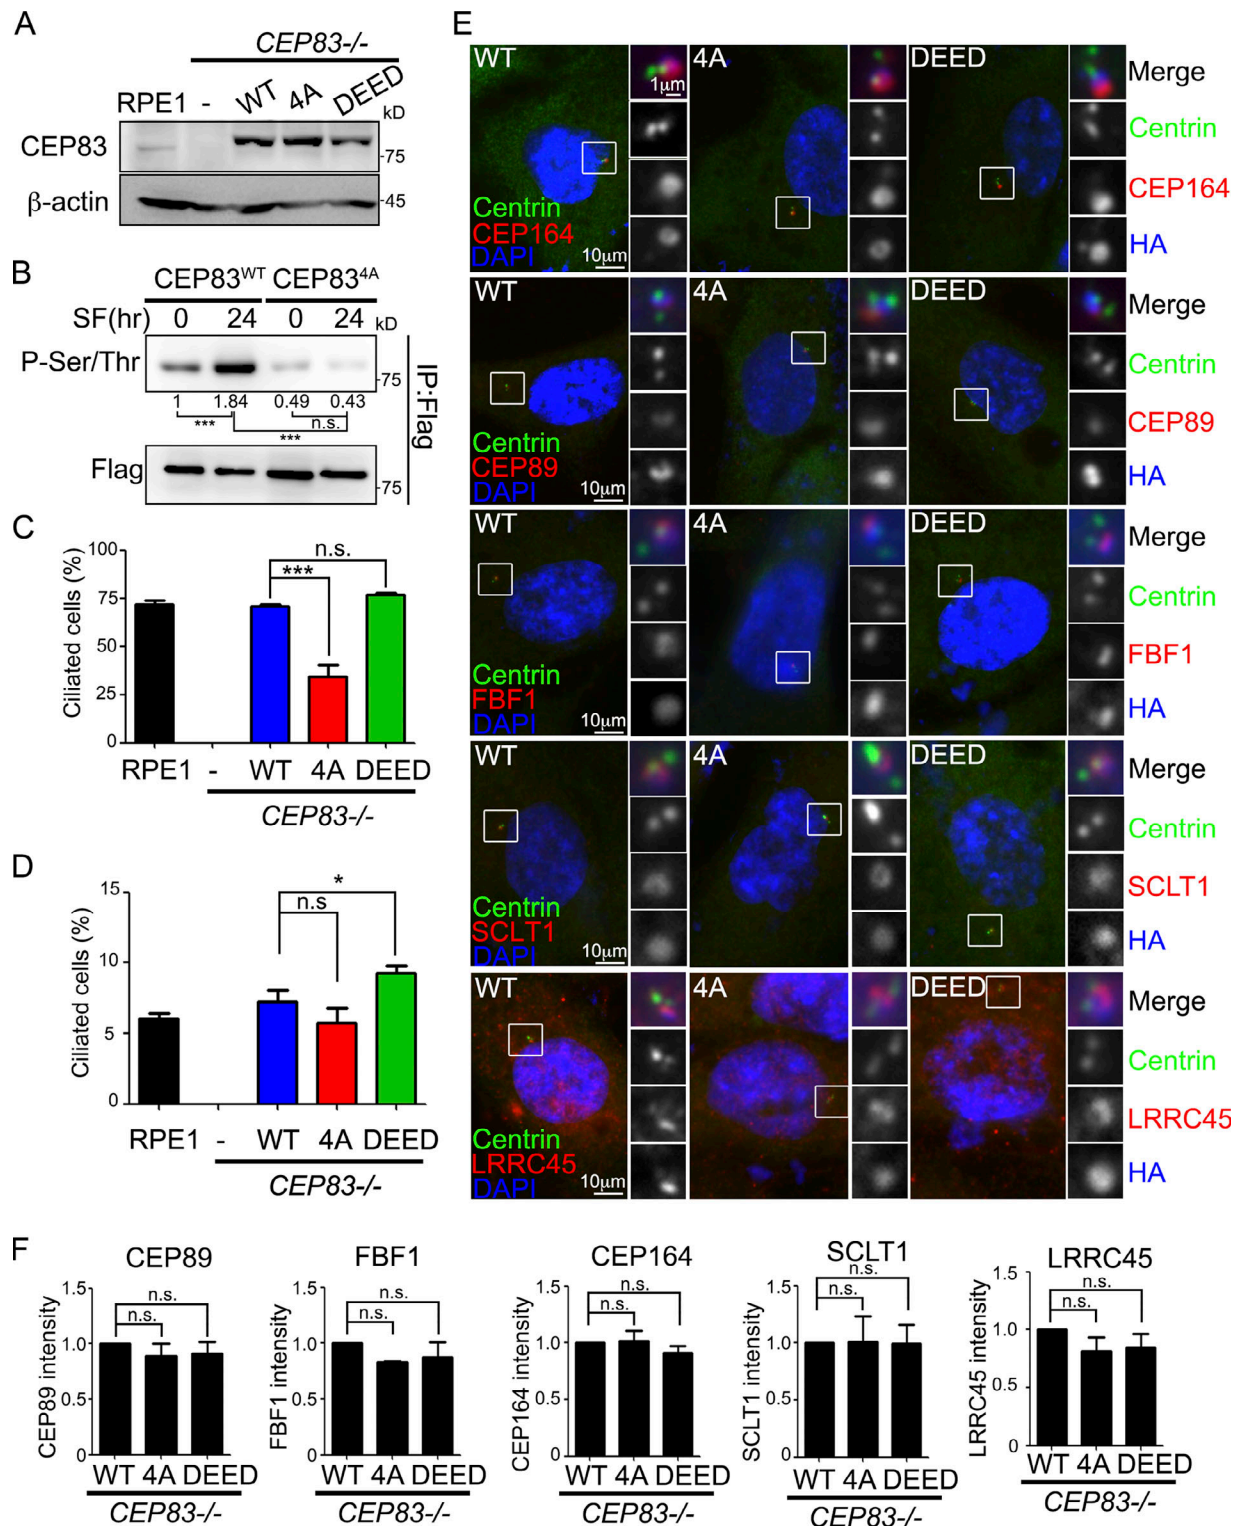 A
CEP83-/-
RPE1 - WT 4A DEED
kD
CEP83
-75
β-actin
-45
B
CEP83WT CEP834A
SF(hr) 0 24 0 24 kD
P-Ser/Thr
-75
1 1.84 0.49 0.43
*** n.s.
***
Flag
-75
IP:Flag
C
Ciliated cells (%)
100
75
50
25
0
n.s.
***
RPE1 - WT 4A DEED
CEP83-/-
D
Ciliated cells (%)
15
10
5
0
*
n.s
RPE1 - WT 4A DEED
CEP83-/-
E
WT 4A DEED
1μm
Merge
Centrin
CEP164
HA
Centrin
CEP164
DAPI
10μm
WT 4A DEED
Merge
Centrin
CEP89
HA
Centrin
CEP89
DAPI
10μm
WT 4A DEED
Merge
Centrin
FBF1
HA
Centrin
FBF1
DAPI
10μm
WT 4A DEED
Merge
Centrin
SCLT1
HA
Centrin
SCLT1
DAPI
10μm
WT 4A DEED
Merge
Centrin
LRRC45
HA
Centrin
LRRC45
DAPI
10μm
F
CEP89
CEP89 intensity
1.5
1.0
0.5
0
n.s.
n.s.
WT 4A DEED
CEP83-/-
FBF1
FBF1 intensity
1.5
1.0
0.5
0
n.s.
n.s.
WT 4A DEED
CEP83-/-
CEP164
CEP164 intensity
1.5
1.0
0.5
0
n.s.
n.s.
WT 4A DEED
CEP83-/-
SCLT1
SCLT1 intensity
1.5
1.0
0.5
0
n.s.
n.s.
WT 4A DEED
CEP83-/-
LRRC45
LRRC45 intensity
1.5
1.0
0.5
0
n.s.
n.s.
WT 4A DEED
CEP83-/-